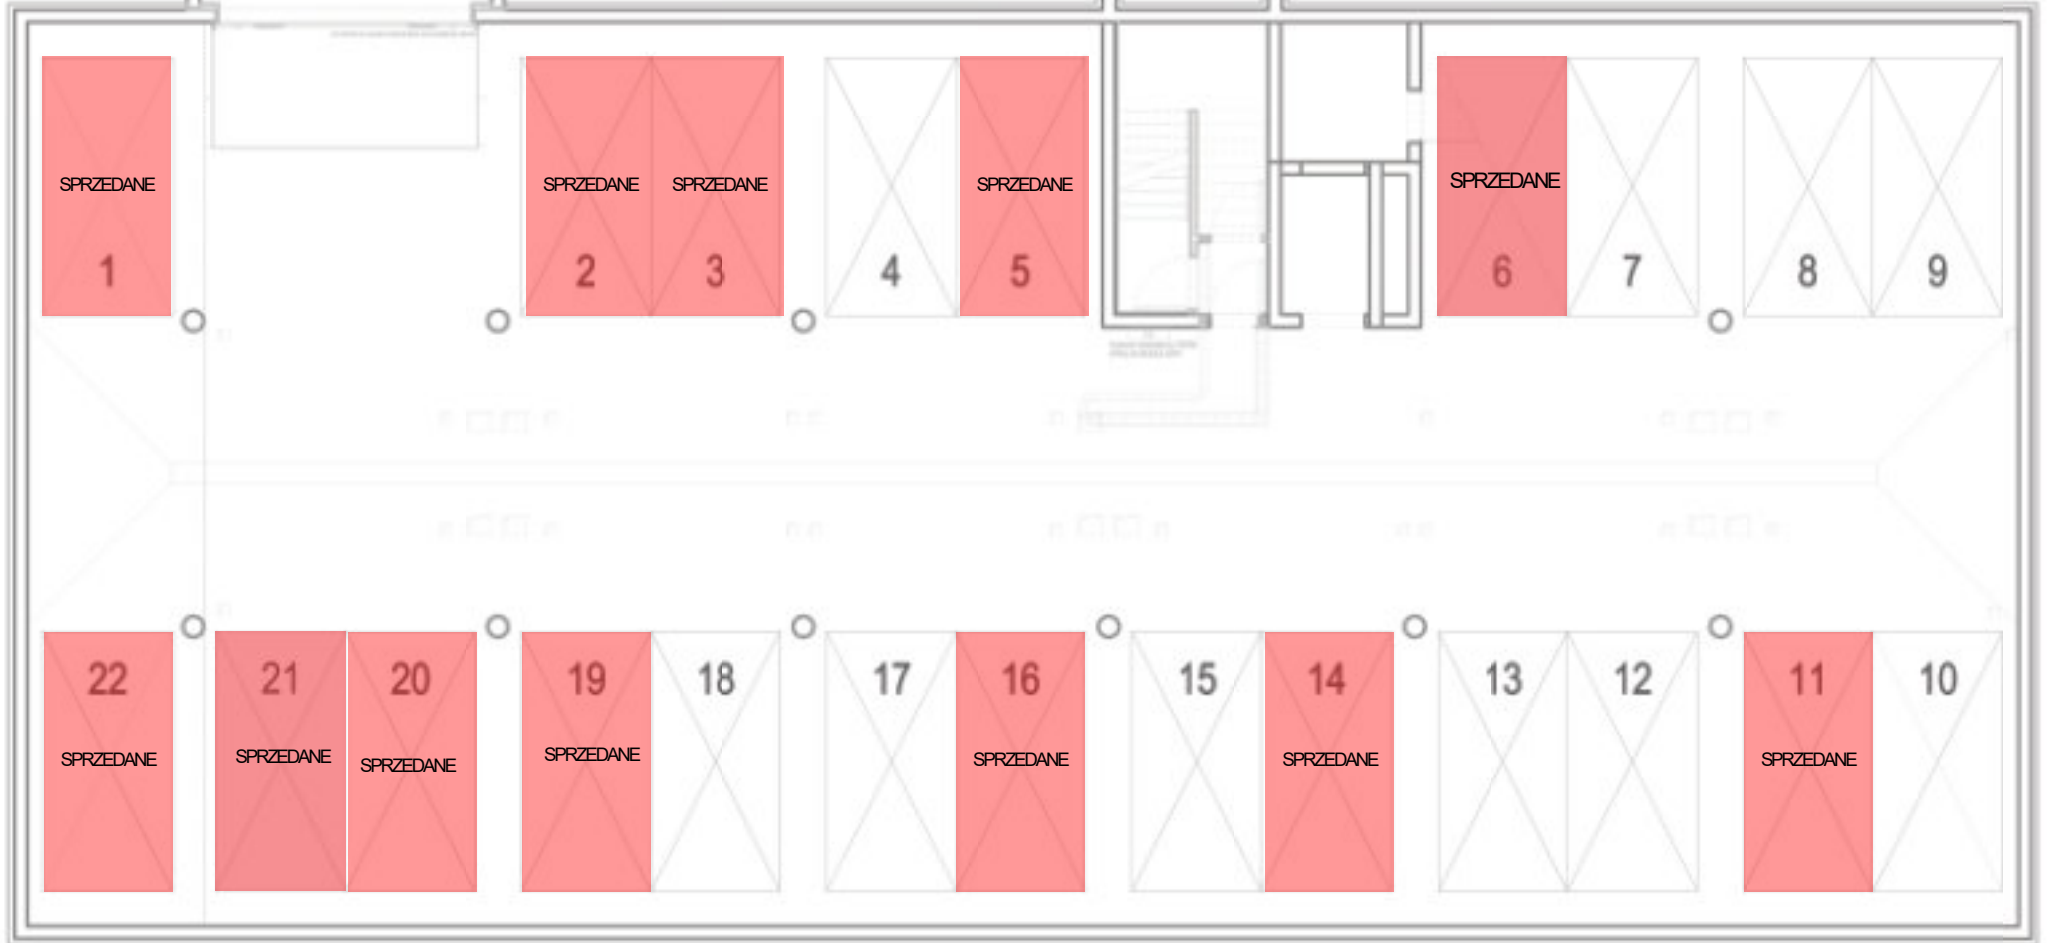 SPRZEDANE SPRZEDANE SPRZEDANE SPRZEDANE SPRZEDANE
1 2 3 4 5 6 7 8 9
22 21 20 19 18 17 16 15 14 13 12 11 10
SPRZEDANE SPRZEDANE SPRZEDANE SPRZEDANE SPRZEDANE SPRZEDANE SPRZEDANE